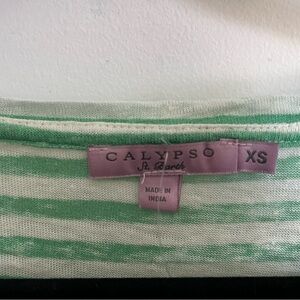 CALYPSO XS
St. Barth
MADE IN
INDIA